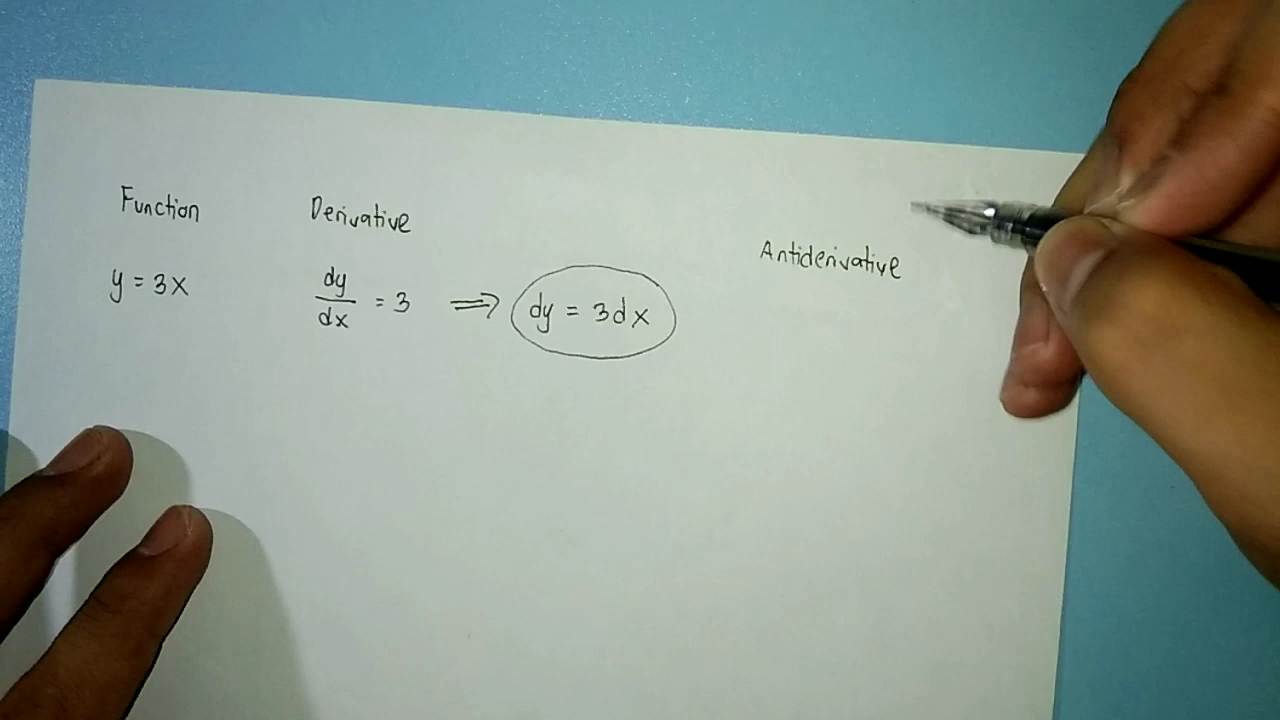 Function Derivative
Antiderivative
y = 3x dy/dx = 3 ⟹ dy = 3dx